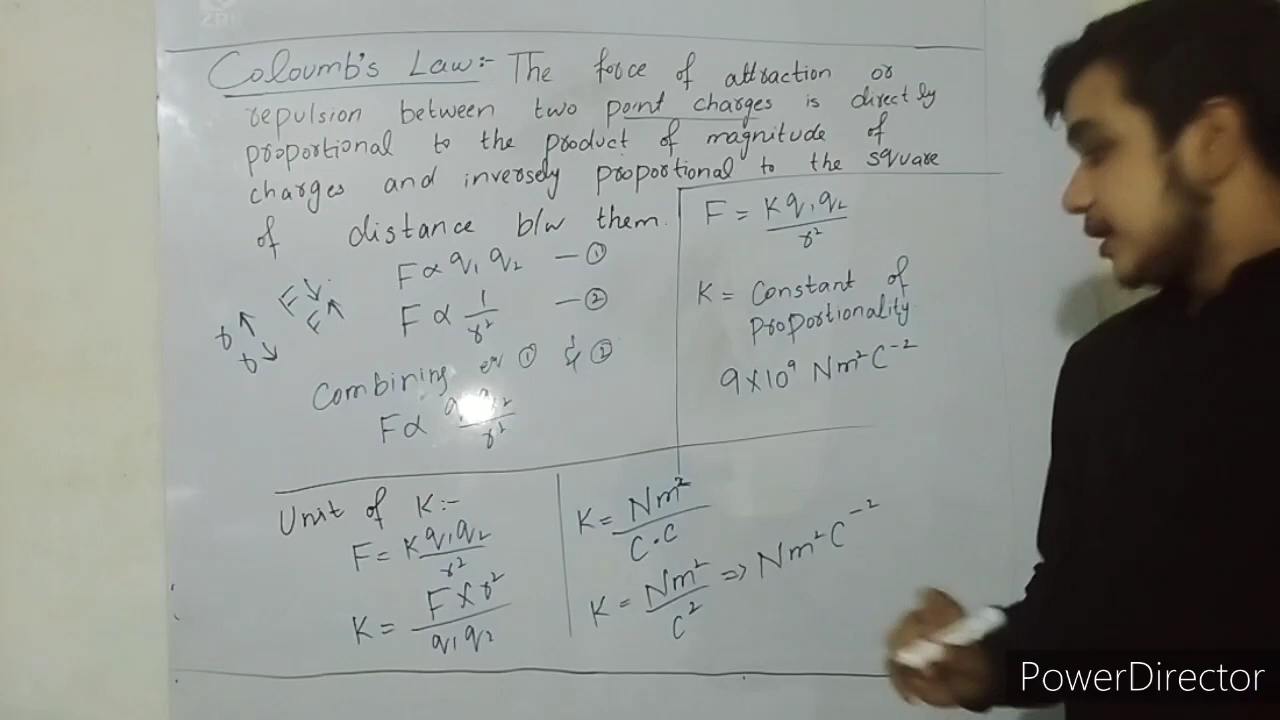 Coloumb's Law:- The force of attraction or
repulsion between two point charges is directly
proportional to the product of magnitude of
charges and inversely proportional to the square
of distance b/w them.
F ∝ q₁ q₂ — ①
F ∝ 1/r² — ②
r↑ F↓
r↓ F↑
Combining eq ① & ②
F ∝ q₁q₂/r²
F = Kq₁q₂/r²
K = Constant of
proportionality
9×10⁹ Nm²C⁻²
Unit of K:-
F = K q₁q₂/r²
K = F×r²/q₁q₂
K = Nm²/C·C
K = Nm²/C² => Nm²C⁻²
PowerDirector